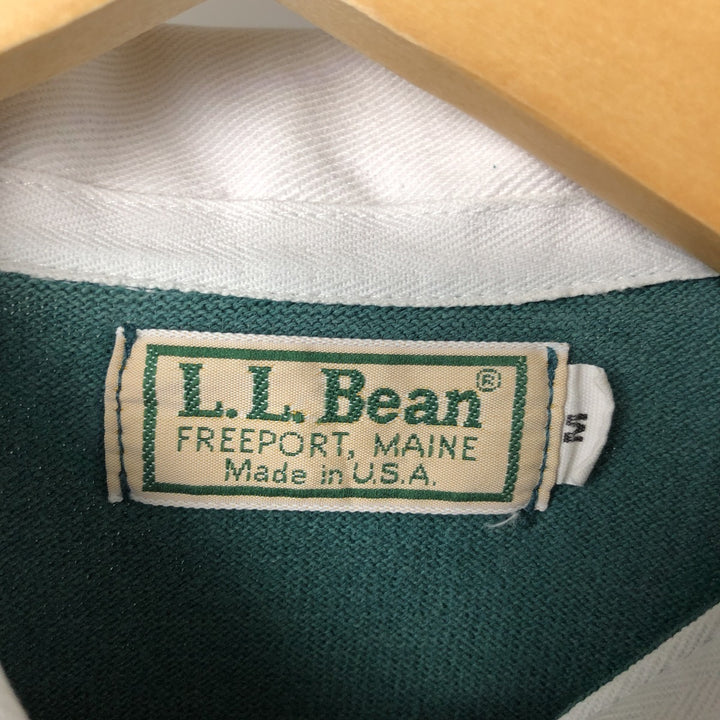 L.L.Bean®
FREEPORT, MAINE
Made in U.S.A.
M